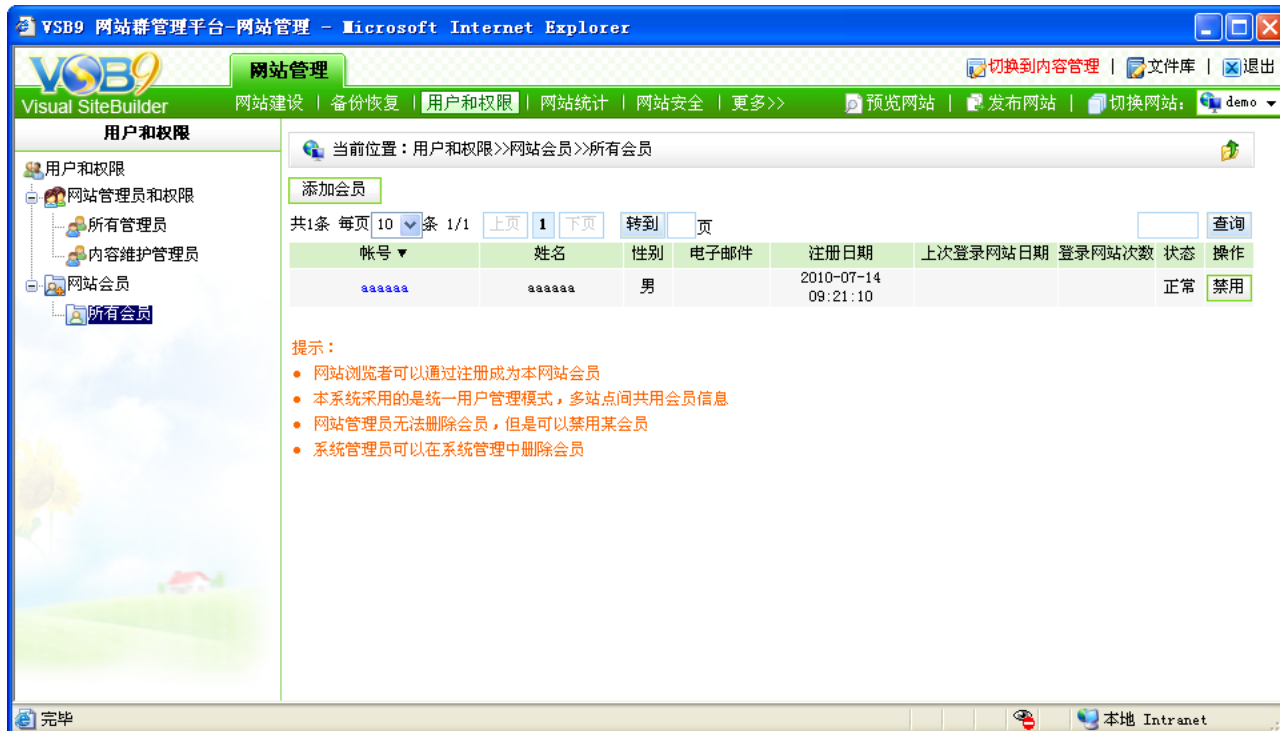 VSB9 网站群管理平台-网站管理 - Microsoft Internet Explorer
VSB9
Visual SiteBuilder
网站管理
切换到内容管理 | 文件库 | 退出
网站建设 | 备份恢复 | 用户和权限 | 网站统计 | 网站安全 | 更多>>
预览网站 | 发布网站 | 切换网站: demo
用户和权限
用户和权限
网站管理员和权限
所有管理员
内容维护管理员
网站会员
所有会员
当前位置：用户和权限>>网站会员>>所有会员
添加会员
共1条 每页 10 条 1/1 上页 1 下页 转到 页 查询
帐号▼ 姓名 性别 电子邮件 注册日期 上次登录网站日期 登录网站次数 状态 操作
aaaaaa aaaaaa 男 2010-07-14 09:21:10 正常 禁用
提示：
● 网站浏览者可以通过注册成为本网站会员
● 本系统采用的是统一用户管理模式，多站点间共用会员信息
● 网站管理员无法删除会员，但是可以禁用某会员
● 系统管理员可以在系统管理中删除会员
完毕
本地 Intranet